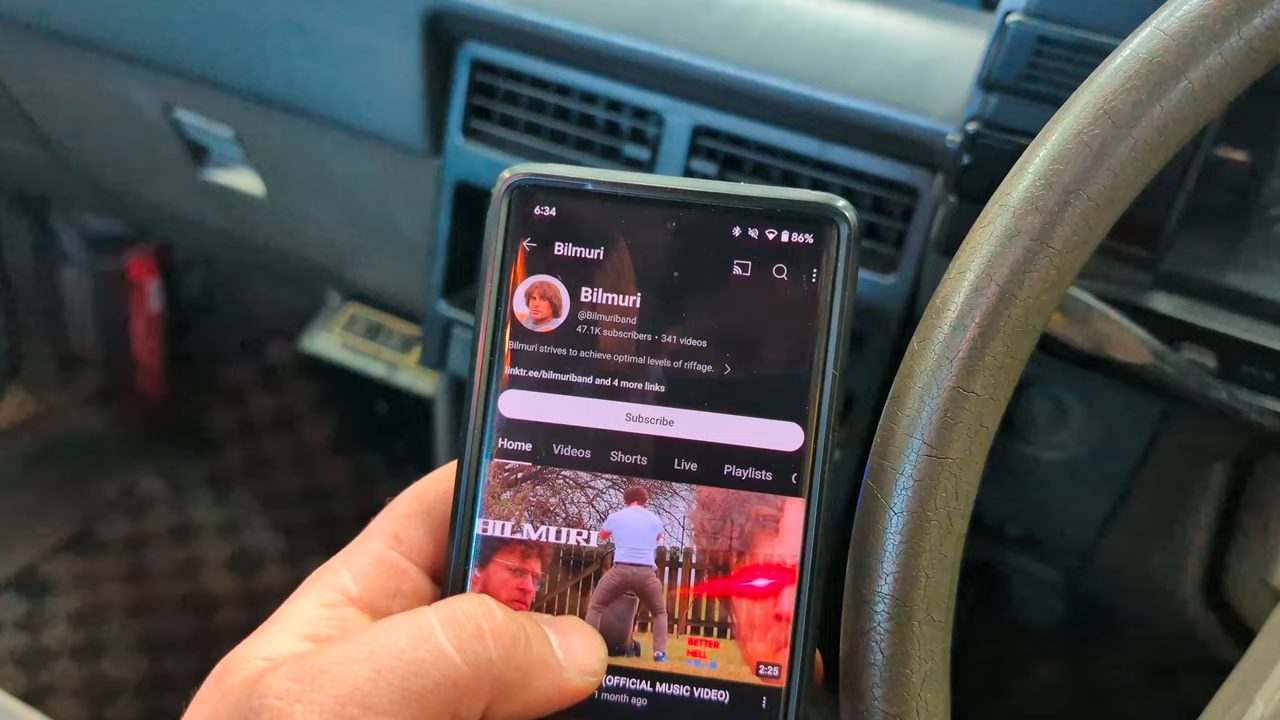 6:34
86%
Bilmuri
Bilmuri
@Bilmuriband
47.1K subscribers • 341 videos
Bilmuri strives to achieve optimal levels of riffage.
linktr.ee/bilmuriband and 4 more links
Subscribe
Home Videos Shorts Live Playlists
BILMURI
BETTER
HELL
2:25
(OFFICIAL MUSIC VIDEO)
1 month ago